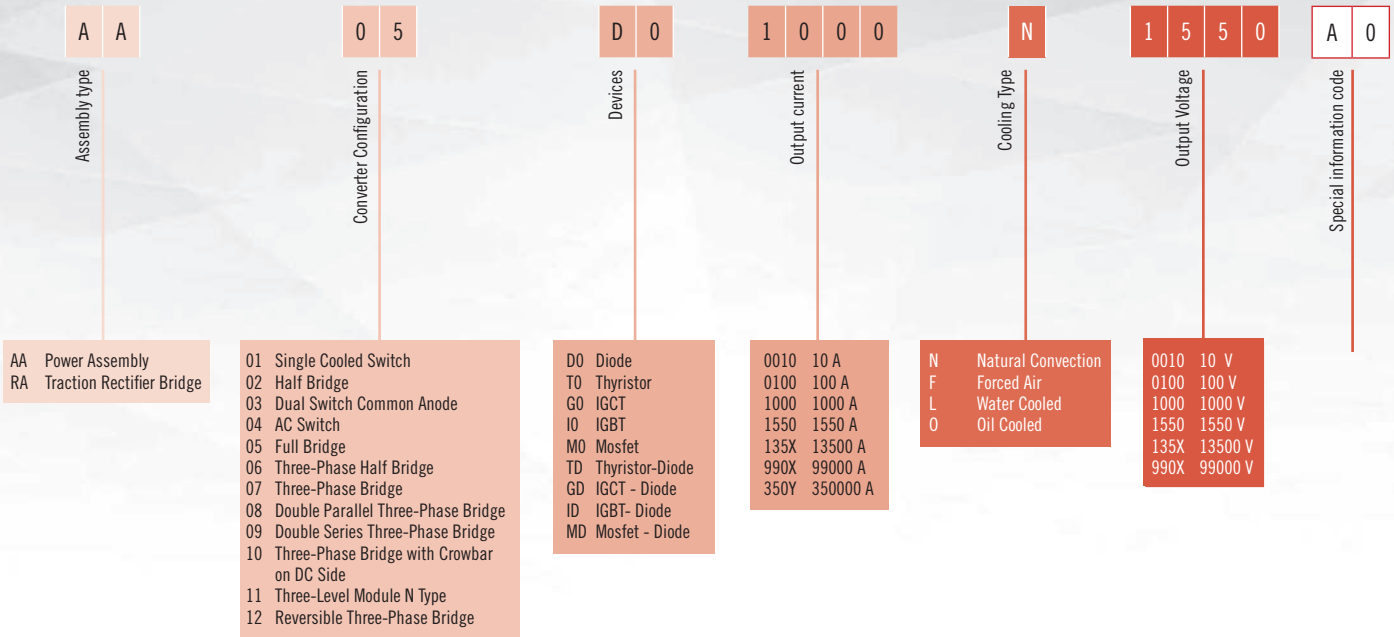 A A 0 5 D 0 1 0 0 0 N 1 5 5 0 A 0
Assembly type
Converter Configuration
Devices
Output current
Cooling Type
Output Voltage
Special information code
AA Power Assembly
RA Traction Rectifier Bridge
01 Single Cooled Switch
02 Half Bridge
03 Dual Switch Common Anode
04 AC Switch
05 Full Bridge
06 Three-Phase Half Bridge
07 Three-Phase Bridge
08 Double Parallel Three-Phase Bridge
09 Double Series Three-Phase Bridge
10 Three-Phase Bridge with Crowbar
on DC Side
11 Three-Level Module N Type
12 Reversible Three-Phase Bridge
D0 Diode
T0 Thyristor
G0 IGCT
I0 IGBT
M0 Mosfet
TD Thyristor-Diode
GD IGCT - Diode
ID IGBT- Diode
MD Mosfet - Diode
0010 10 A
0100 100 A
1000 1000 A
1550 1550 A
135X 13500 A
990X 99000 A
350Y 350000 A
N Natural Convection
F Forced Air
L Water Cooled
O Oil Cooled
0010 10 V
0100 100 V
1000 1000 V
1550 1550 V
135X 13500 V
990X 99000 V